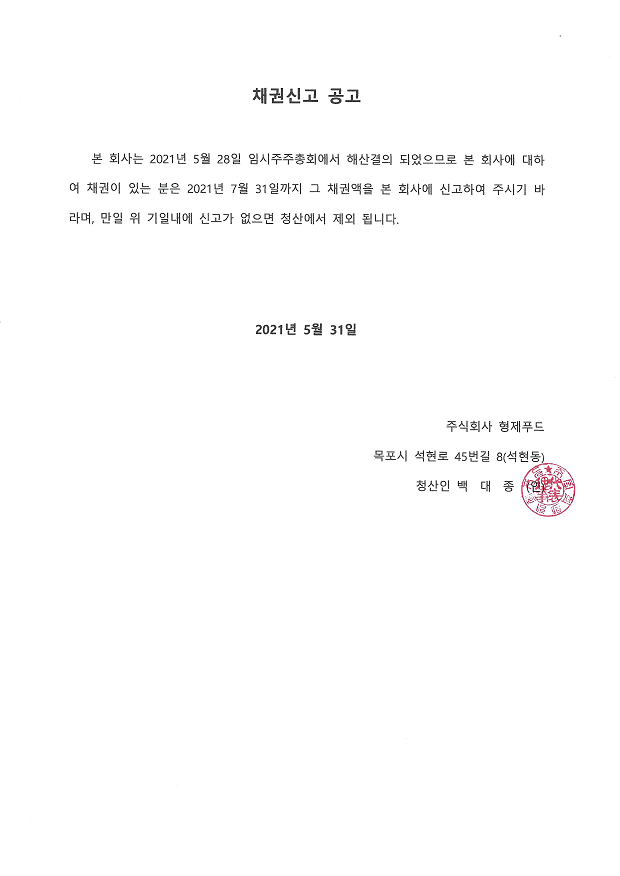 채권신고 공고
본 회사는 2021년 5월 28일 임시주주총회에서 해산결의 되었으므로 본 회사에 대하
여 채권이 있는 분은 2021년 7월 31일까지 그 채권액을 본 회사에 신고하여 주시기 바
라며, 만일 위 기일내에 신고가 없으면 청산에서 제외 됩니다.
2021년 5월 31일
주식회사 형제푸드
목포시 석현로 45번길 8(석현동)
청산인 백 대 종 (인)